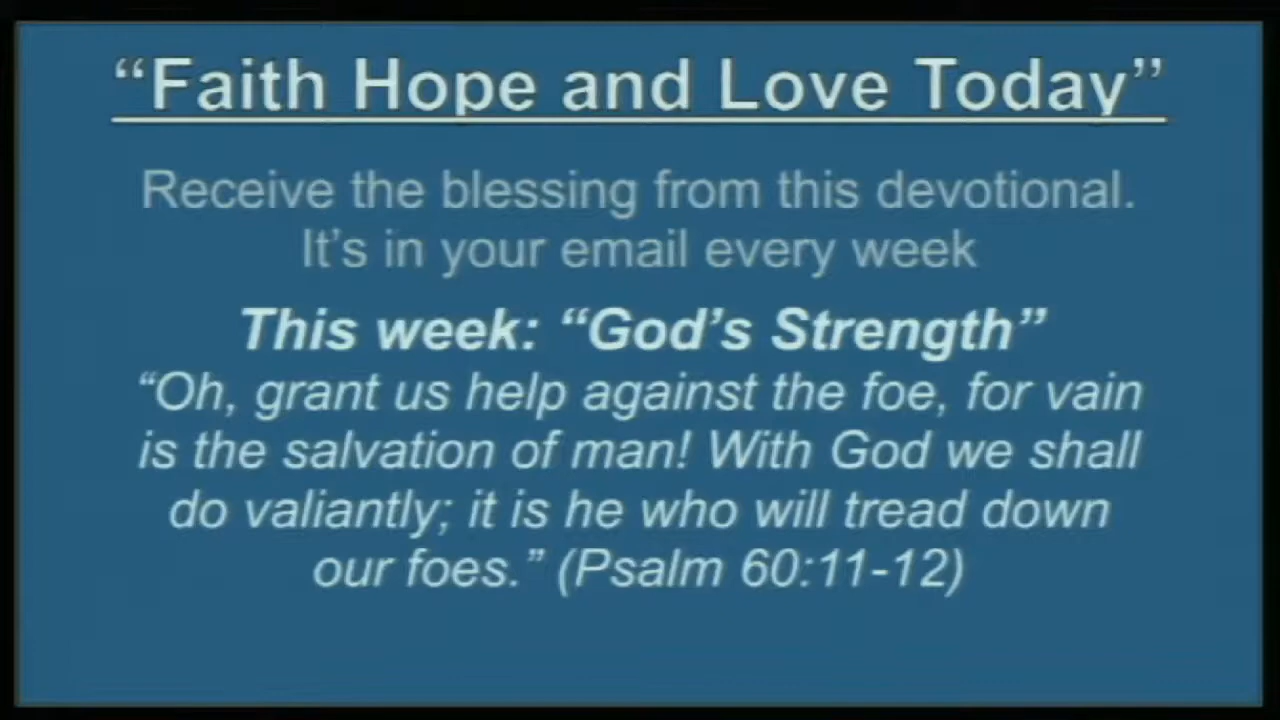 “Faith Hope and Love Today”
Receive the blessing from this devotional.
It’s in your email every week
This week: “God’s Strength”
“Oh, grant us help against the foe, for vain
is the salvation of man! With God we shall
do valiantly; it is he who will tread down
our foes.” (Psalm 60:11-12)